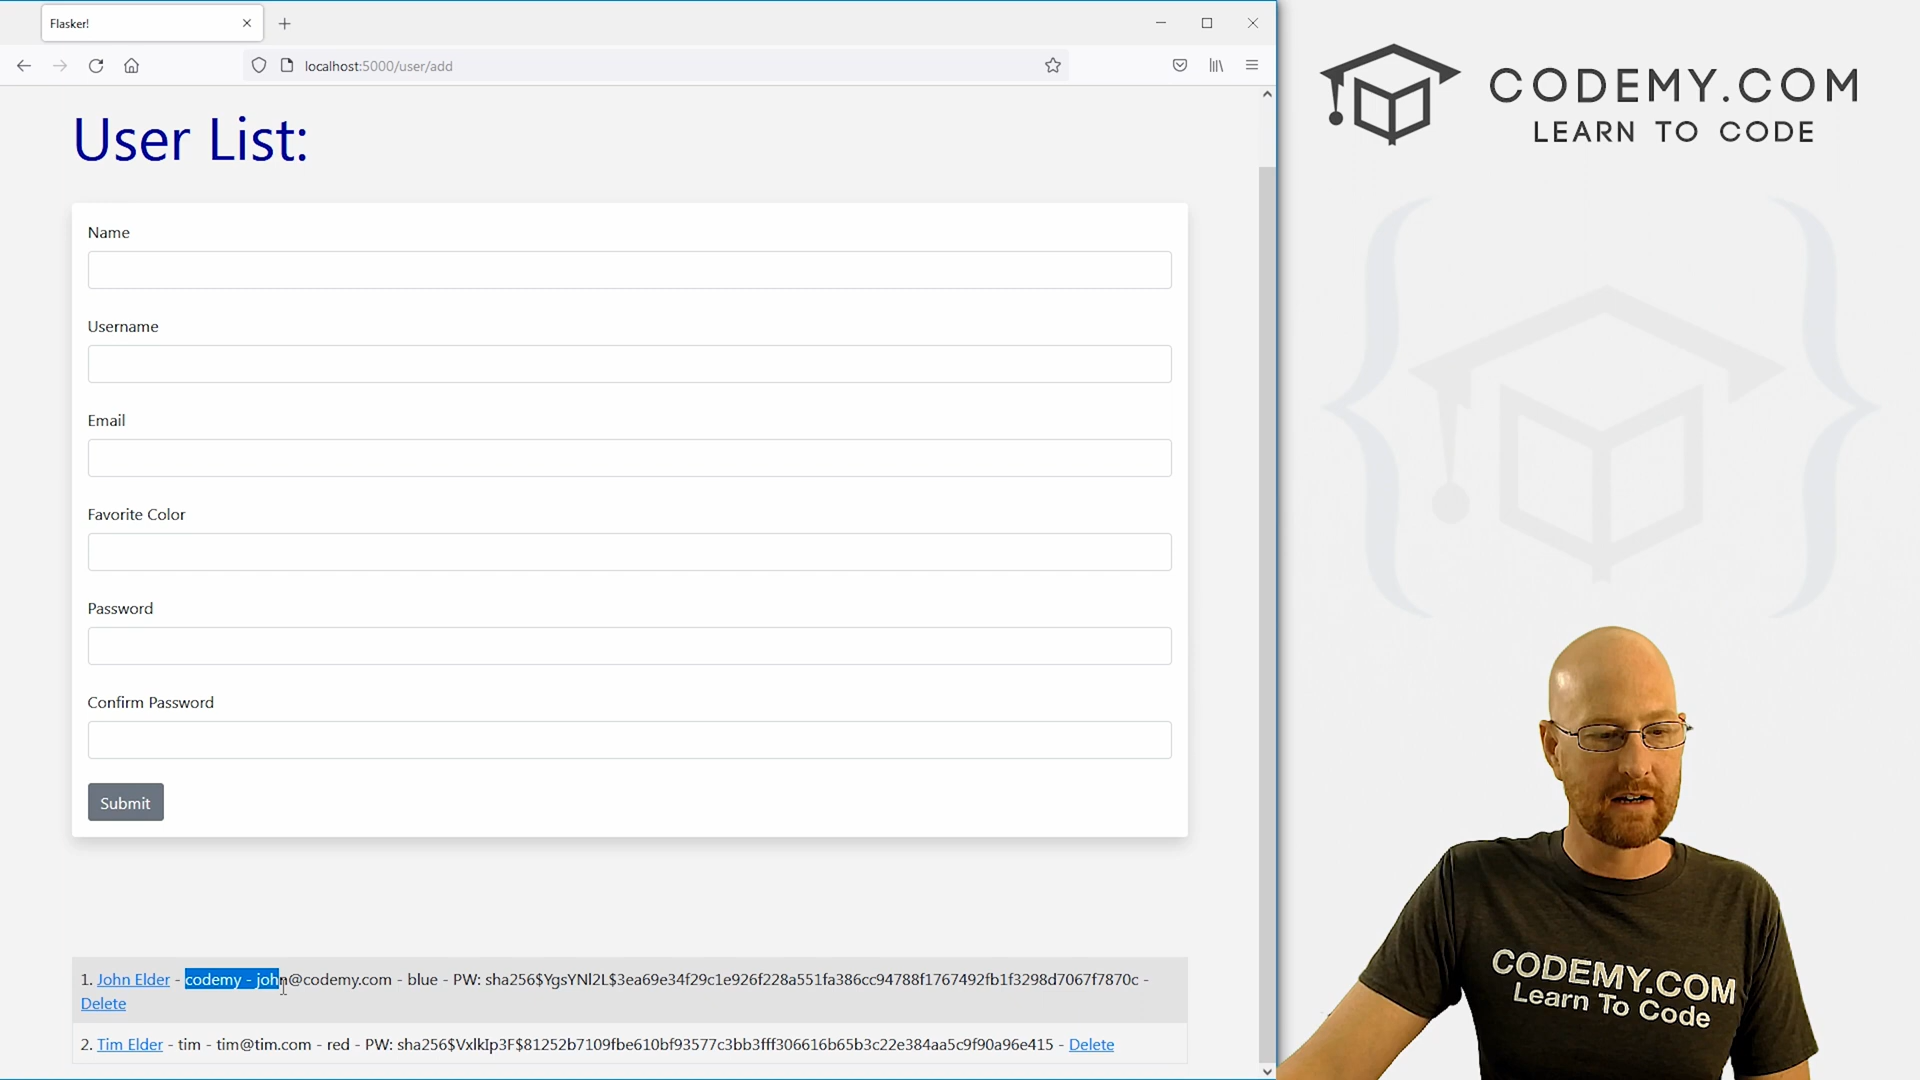 Flasker!
localhost:5000/user/add
CODEMY.COM
LEARN TO CODE
User List:
Name
Username
Email
Favorite Color
Password
Confirm Password
Submit
1. John Elder - codemy - john@codemy.com - blue - PW: sha256$YgsYNl2L$3ea69e34f29c1e926f228a551fa386cc94788f1767492fb1f3298d7067f7870c -
Delete
2. Tim Elder - tim - tim@tim.com - red - PW: sha256$VxlkIp3F$81252b7109fbe610bf93577c3bb3fff306616b65b3c22e384aa5c9f90a96e415 - Delete
CODEMY.COM
Learn To Code